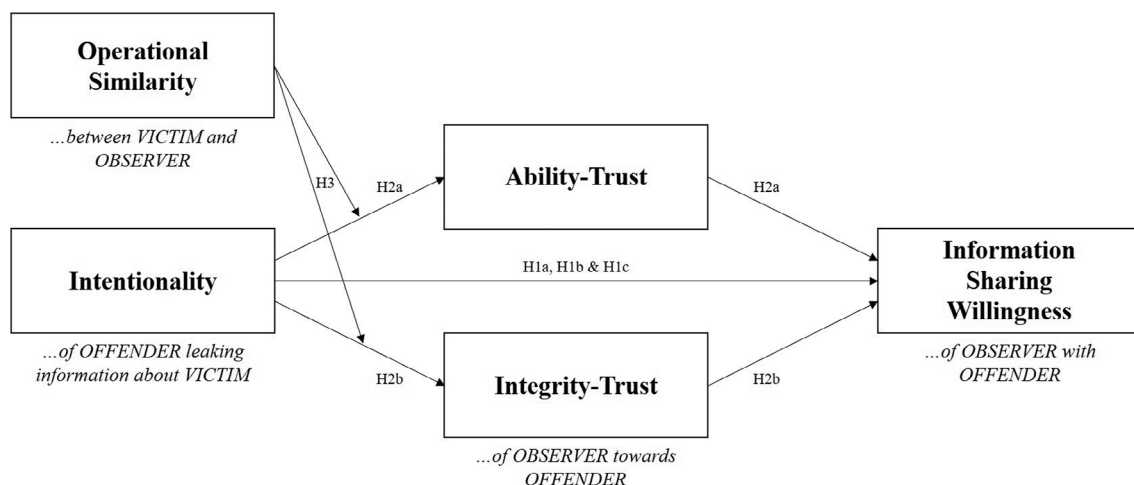 Operational
Similarity
...between VICTIM and
OBSERVER
H3
H2a
Ability-Trust
H2a
Intentionality
...of OFFENDER leaking
information about VICTIM
H1a, H1b & H1c
Information
Sharing
Willingness
...of OBSERVER with
OFFENDER
H2b
Integrity-Trust
H2b
...of OBSERVER towards
OFFENDER